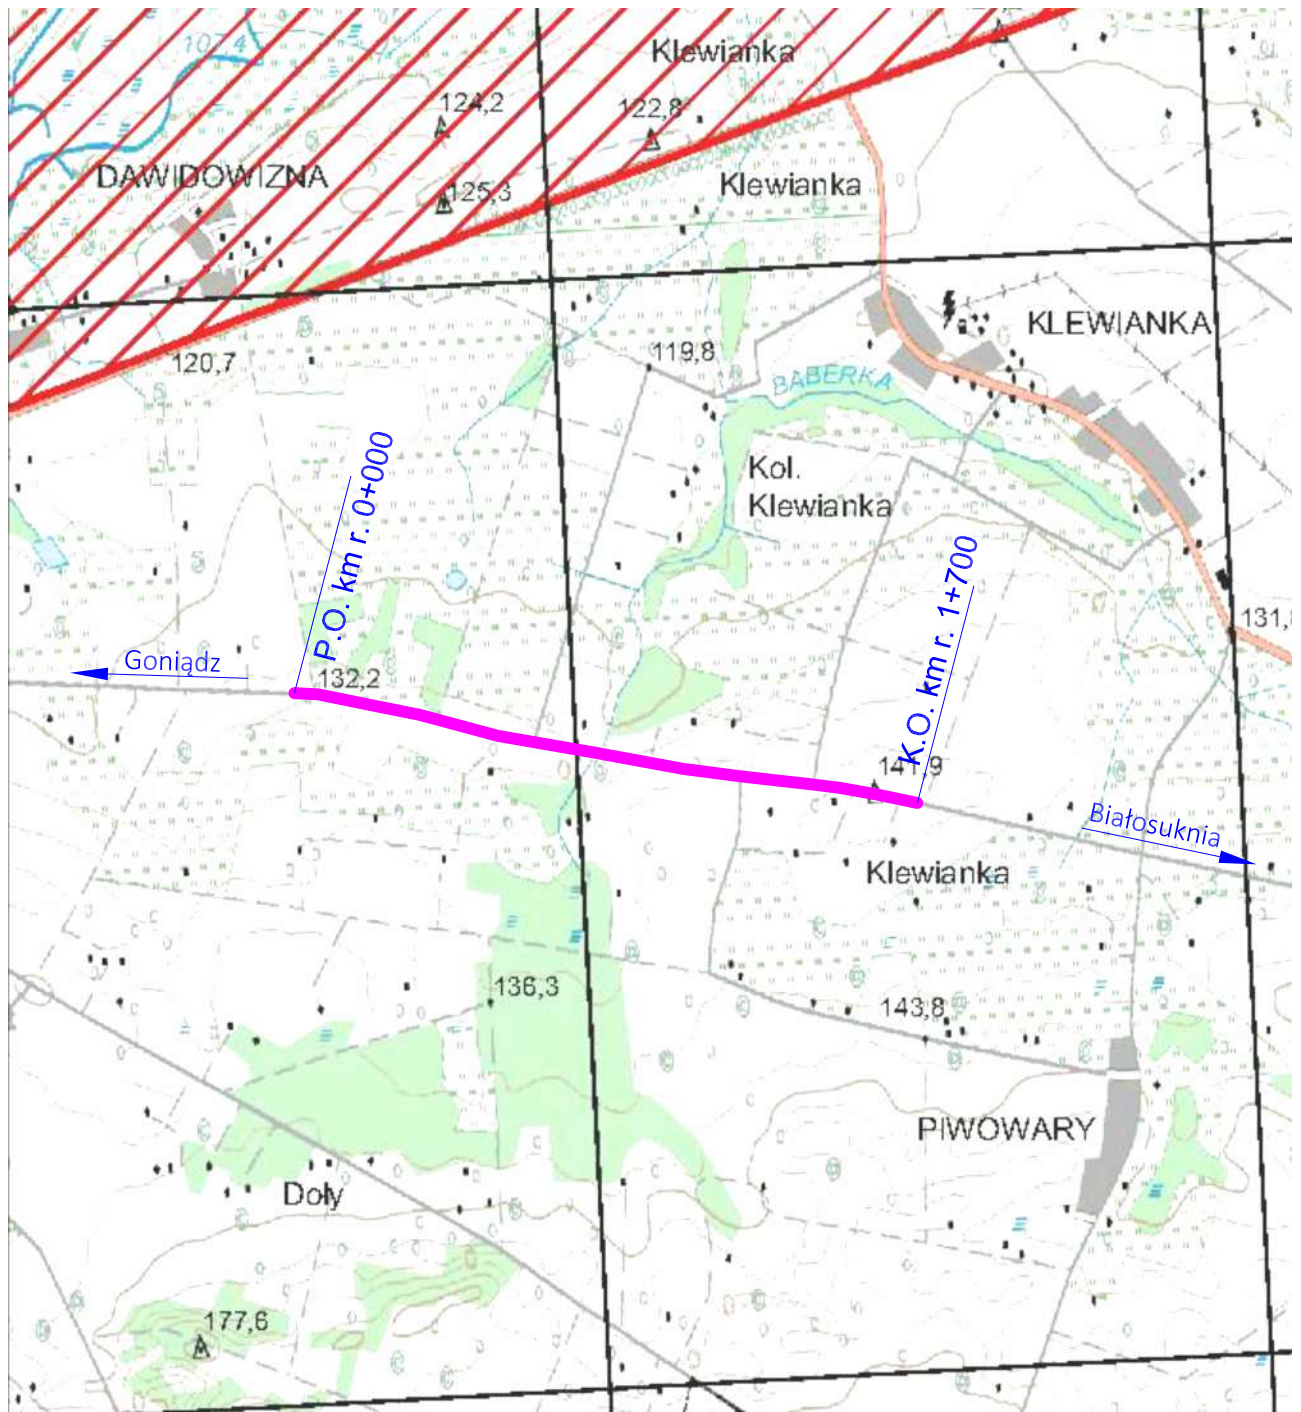 107,4
Klewianka
124,2
122,8
DAWIDOWIZNA
125,3
Klewianka
KLEWIANKA
120,7
119,8
BABERKA
P.O. km r. 0+000
Kol.
Klewianka
K.O. km r. 1+700
Goniądz
132,2
141,9
Białosuknia
Klewianka
136,3
143,8
PIWOWARY
Doły
177,6